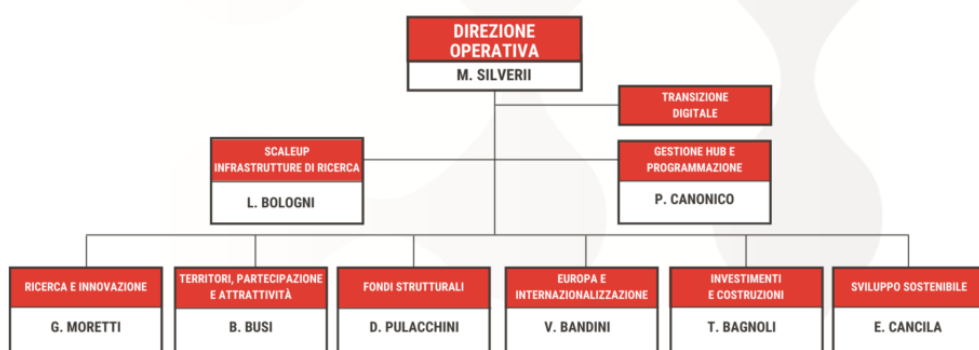 DIREZIONE
OPERATIVA
M. SILVERII
TRANSIZIONE
DIGITALE
SCALEUP
INFRASTRUTTURE DI RICERCA
L. BOLOGNI
GESTIONE HUB E
PROGRAMMAZIONE
P. CANONICO
RICERCA E INNOVAZIONE
G. MORETTI
TERRITORI, PARTECIPAZIONE
E ATTRATTIVITÀ
B. BUSI
FONDI STRUTTURALI
D. PULACCHINI
EUROPA E
INTERNAZIONALIZZAZIONE
V. BANDINI
INVESTIMENTI
E COSTRUZIONI
T. BAGNOLI
SVILUPPO SOSTENIBILE
E. CANCILA